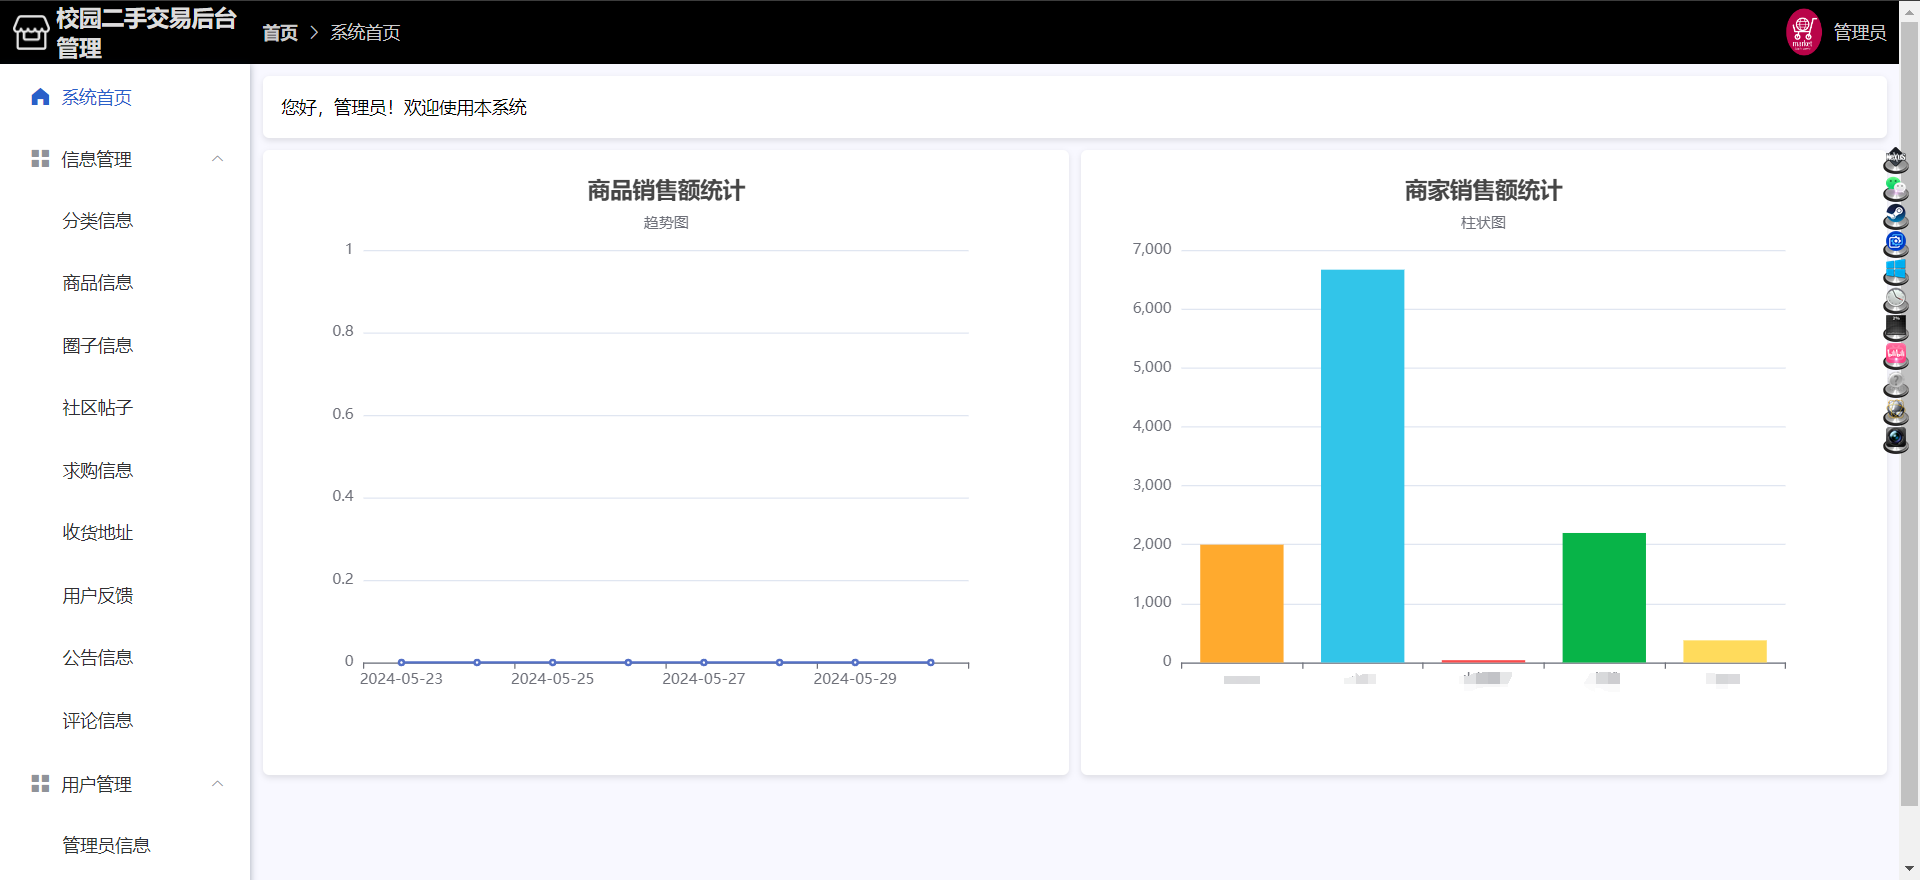 校园二手交易后台
管理
首页 > 系统首页
market
管理员
系统首页
信息管理
分类信息
商品信息
圈子信息
社区帖子
求购信息
收货地址
用户反馈
公告信息
评论信息
用户管理
管理员信息
您好，管理员！欢迎使用本系统
商品销售额统计
趋势图
1
0.8
0.6
0.4
0.2
0
2024-05-23 2024-05-25 2024-05-27 2024-05-29
商家销售额统计
柱状图
7,000
6,000
5,000
4,000
3,000
2,000
1,000
0